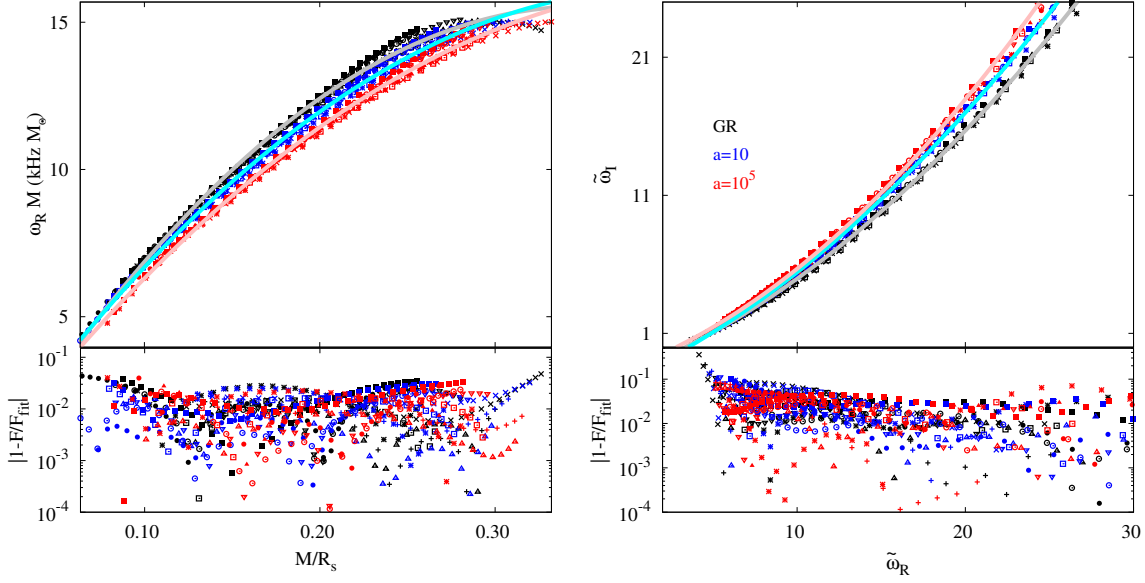 15
10
5
ω_R M (kHz M_⊙)
10^-1
10^-2
10^-3
10^-4
|1-F/F_fit|
0.10
0.20
0.30
M/R_s
21
11
1
ω̃_I
GR
a=10
a=10^5
10^-1
10^-2
10^-3
10^-4
|1-F/F_fit|
10
20
30
ω̃_R